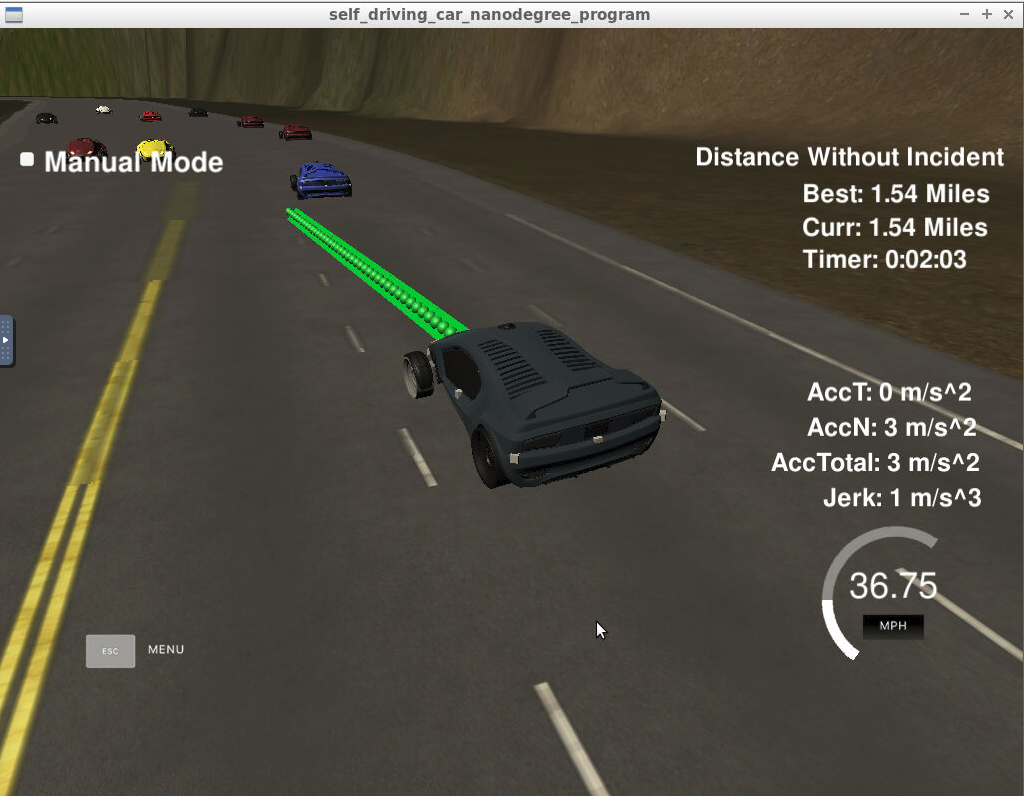 self_driving_car_nanodegree_program
Manual Mode
Distance Without Incident
Best: 1.54 Miles
Curr: 1.54 Miles
Timer: 0:02:03
AccT: 0 m/s^2
AccN: 3 m/s^2
AccTotal: 3 m/s^2
Jerk: 1 m/s^3
36.75
MPH
ESC MENU